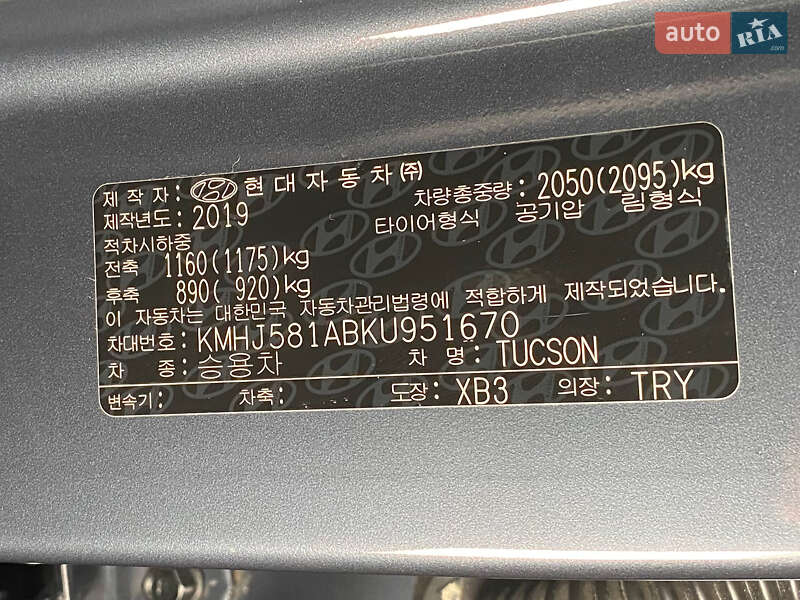 auto RIA.com
제 작 자: 현대자동차㈜
제작년도: 2019
차량총중량: 2050(2095)kg
타이어형식 공기압 림형식
적차시하중
전축 1160(1175)kg
후축 890( 920)kg
이 자동차는 대한민국 자동차관리법령에 적합하게 제작되었습니다.
차대번호: KMHJ581ABKU951670
차 종: 승용차 차 명: TUCSON
변속기: 차축: 도장: XB3 의장: TRY